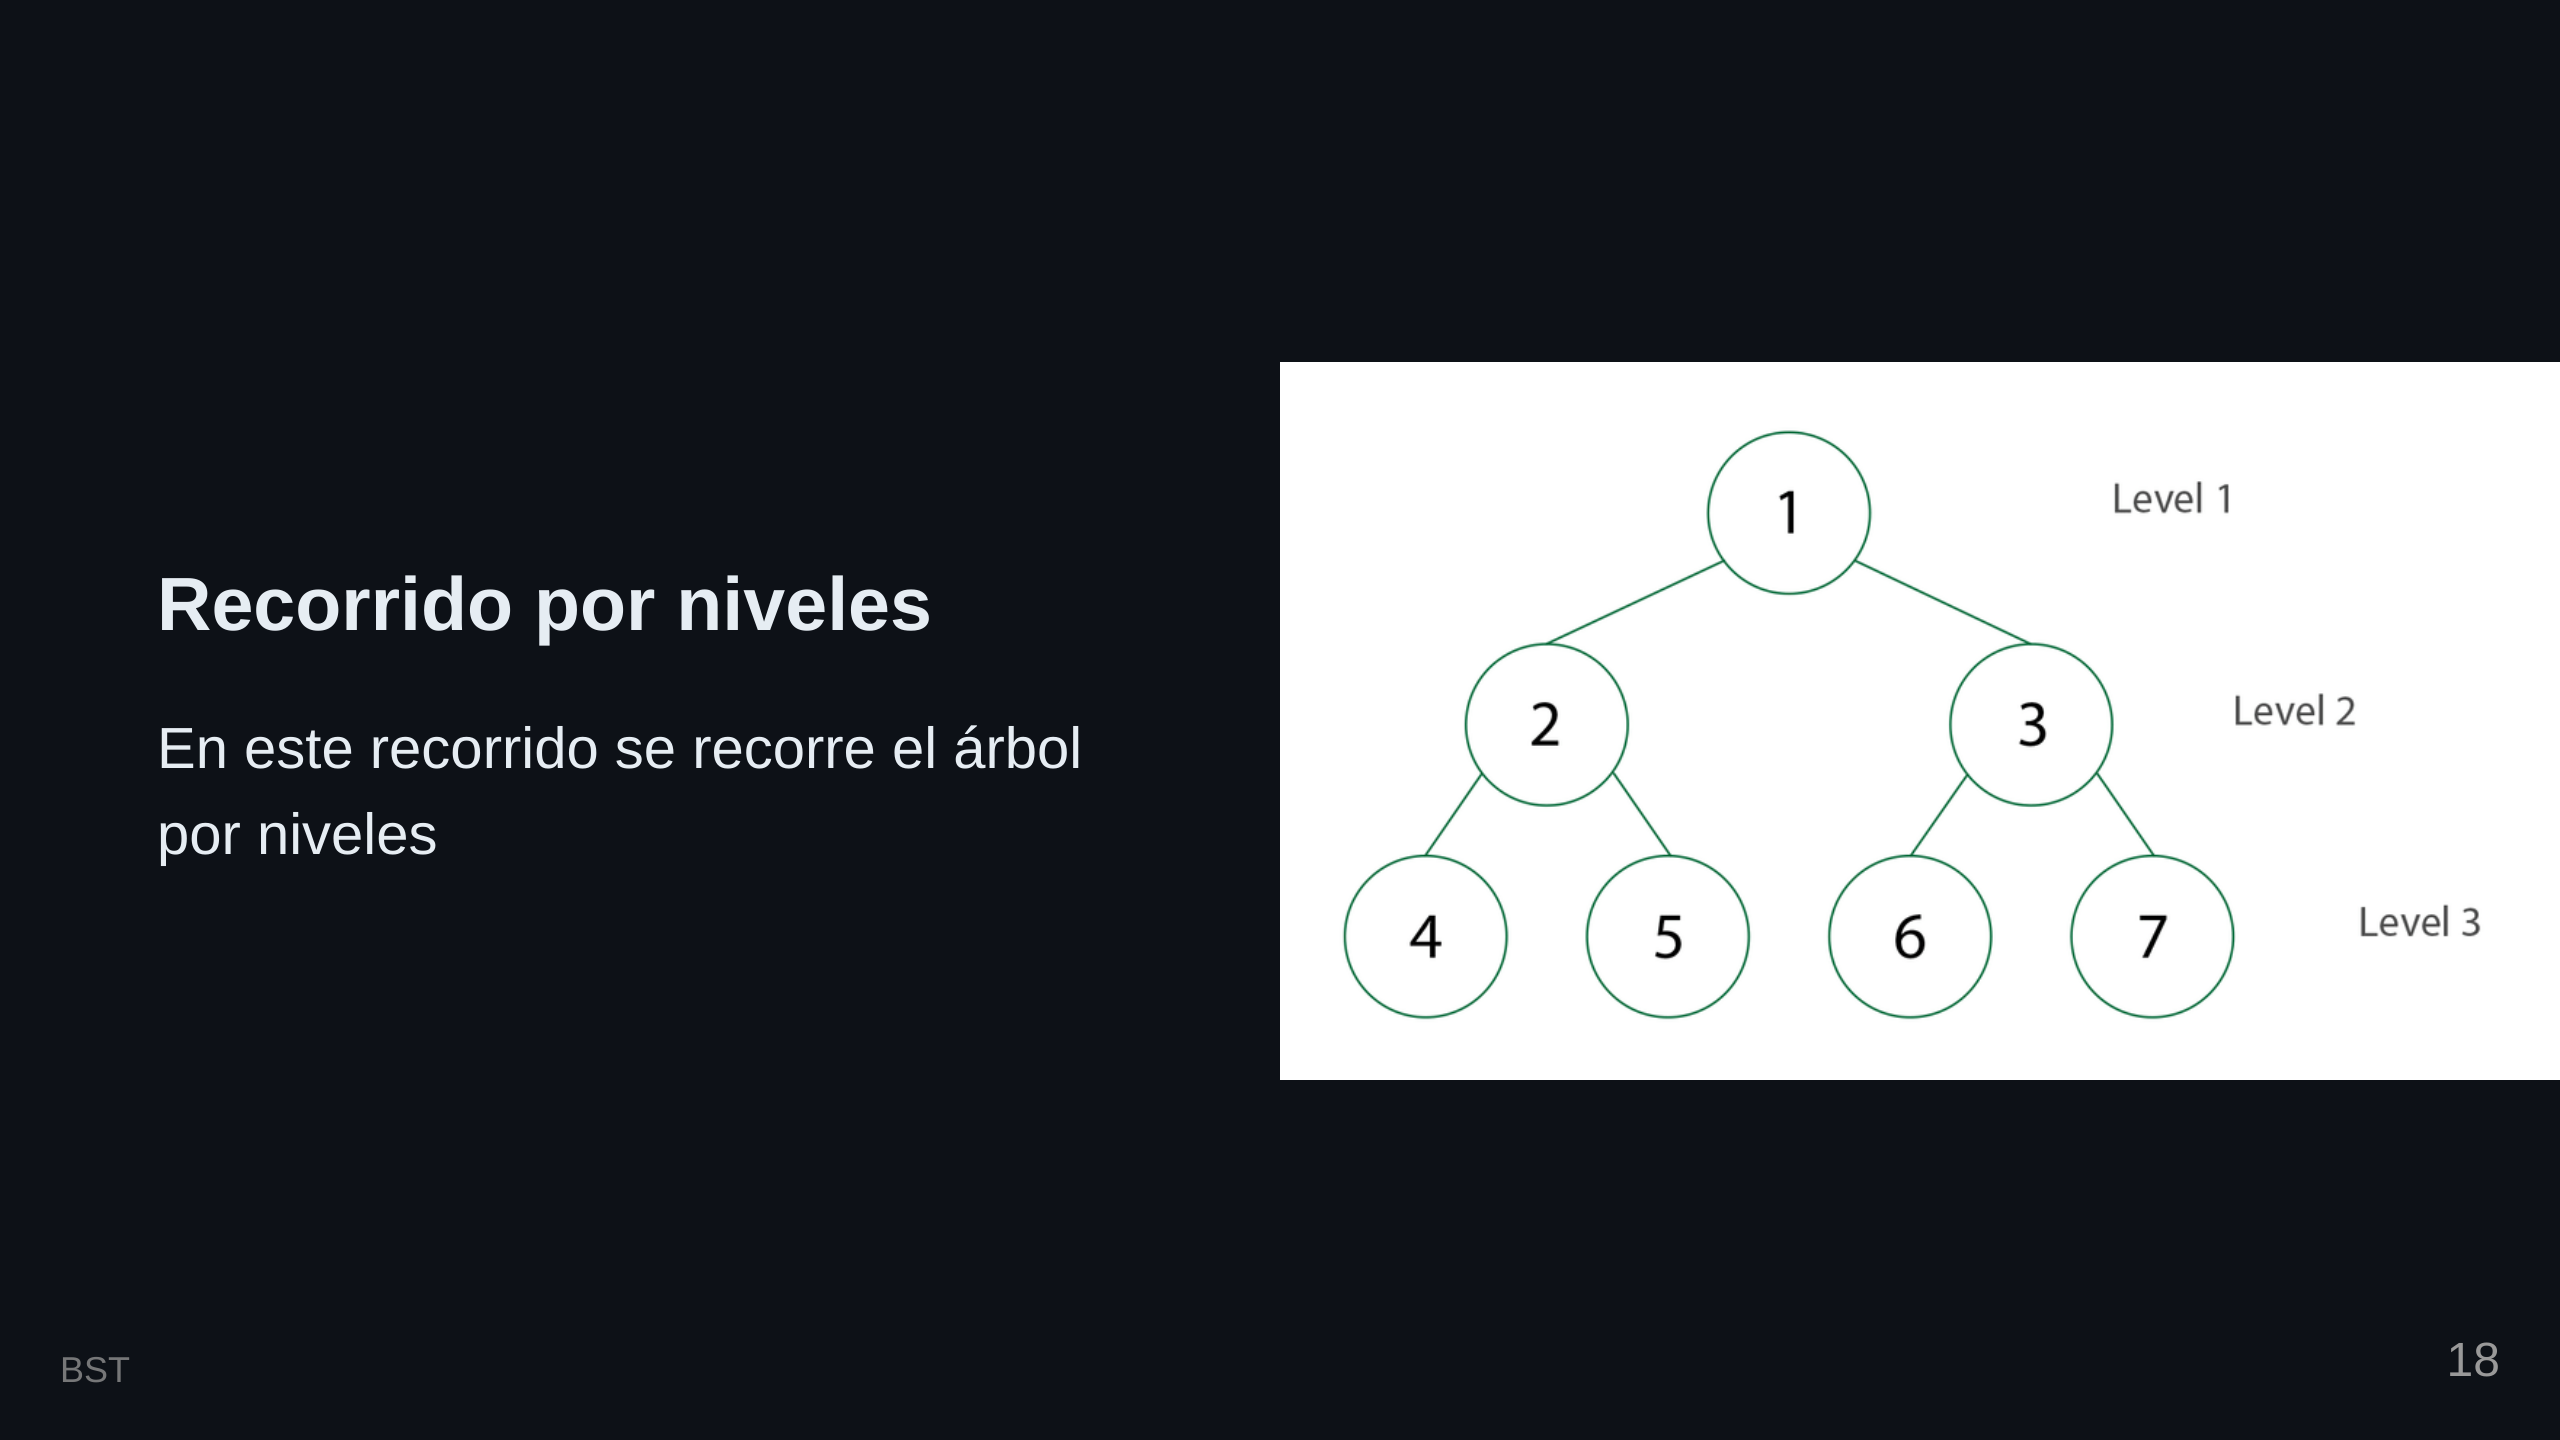 Recorrido por niveles
En este recorrido se recorre el árbol
por niveles
1
Level 1
2
3
Level 2
4
5
6
7
Level 3
BST
18